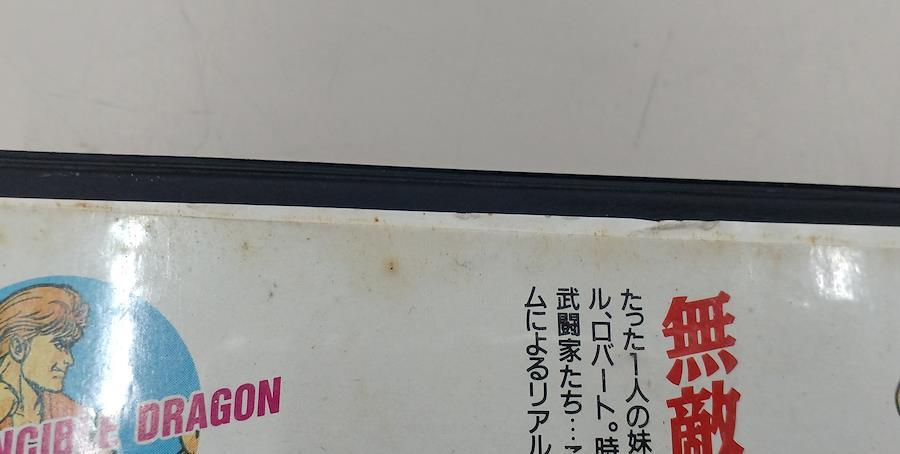 無敵
たった1人の妹
ル、ロバート。時
武闘家たち…
ムによるリアル
DRAGON